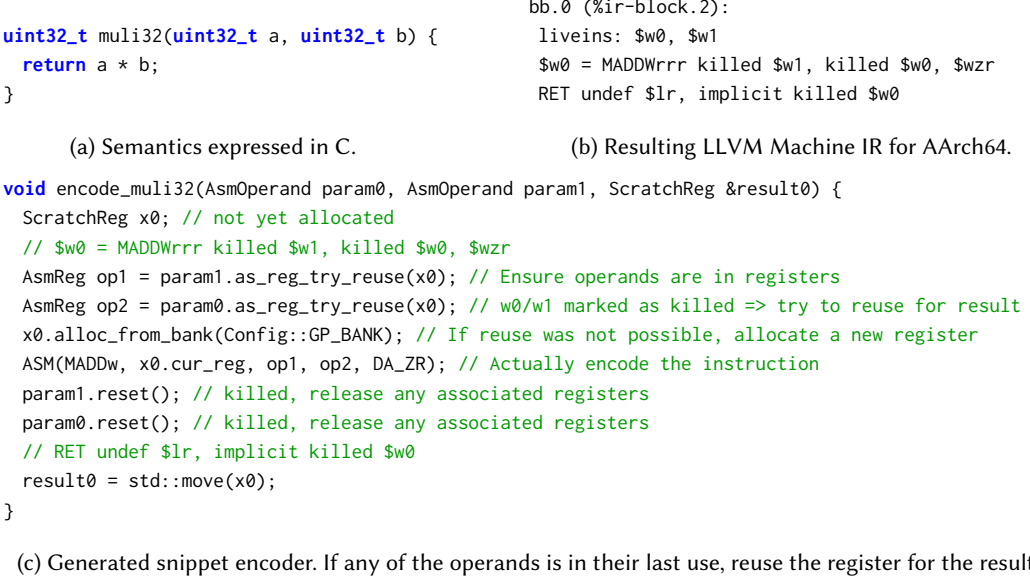 uint32_t muli32(uint32_t a, uint32_t b) {
  return a * b;
}
(a) Semantics expressed in C.
bb.0 (%ir-block.2):
 liveins: $w0, $w1
 $w0 = MADDWrrr killed $w1, killed $w0, $wzr
 RET undef $lr, implicit killed $w0
(b) Resulting LLVM Machine IR for AArch64.
void encode_muli32(AsmOperand param0, AsmOperand param1, ScratchReg &result0) {
  ScratchReg x0; // not yet allocated
  // $w0 = MADDWrrr killed $w1, killed $w0, $wzr
  AsmReg op1 = param1.as_reg_try_reuse(x0); // Ensure operands are in registers
  AsmReg op2 = param0.as_reg_try_reuse(x0); // w0/w1 marked as killed => try to reuse for result
  x0.alloc_from_bank(Config::GP_BANK); // If reuse was not possible, allocate a new register
  ASM(MADDw, x0.cur_reg, op1, op2, DA_ZR); // Actually encode the instruction
  param1.reset(); // killed, release any associated registers
  param0.reset(); // killed, release any associated registers
  // RET undef $lr, implicit killed $w0
  result0 = std::move(x0);
}
(c) Generated snippet encoder. If any of the operands is in their last use, reuse the register for the result